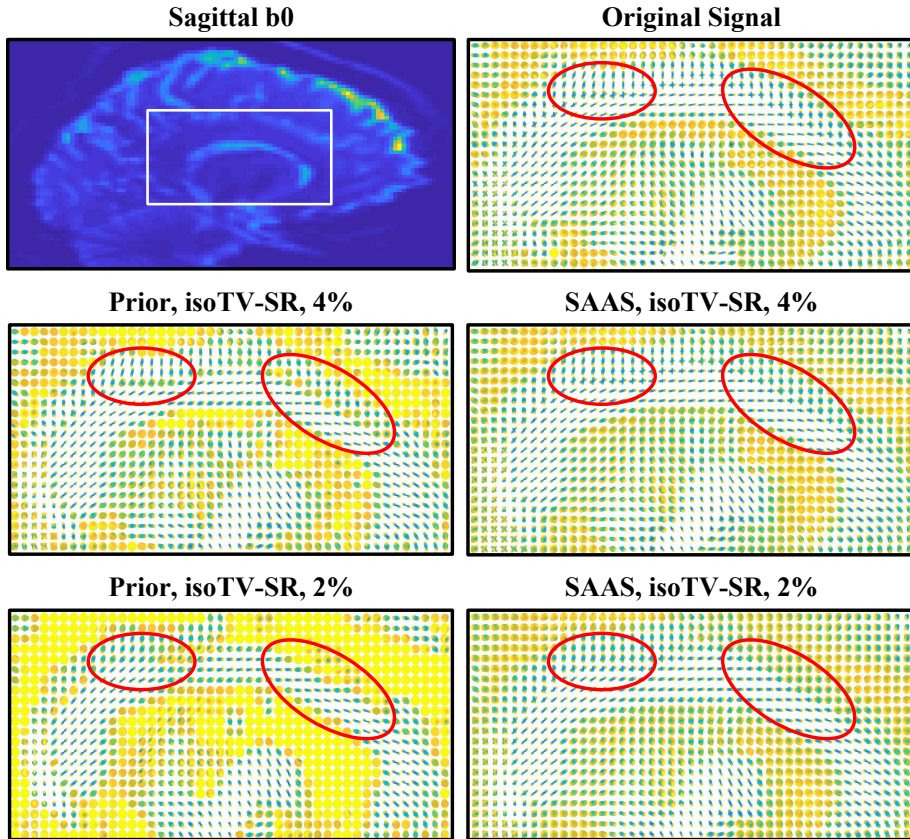 Sagittal b0
Original Signal
Prior, isoTV-SR, 4%
SAAS, isoTV-SR, 4%
Prior, isoTV-SR, 2%
SAAS, isoTV-SR, 2%